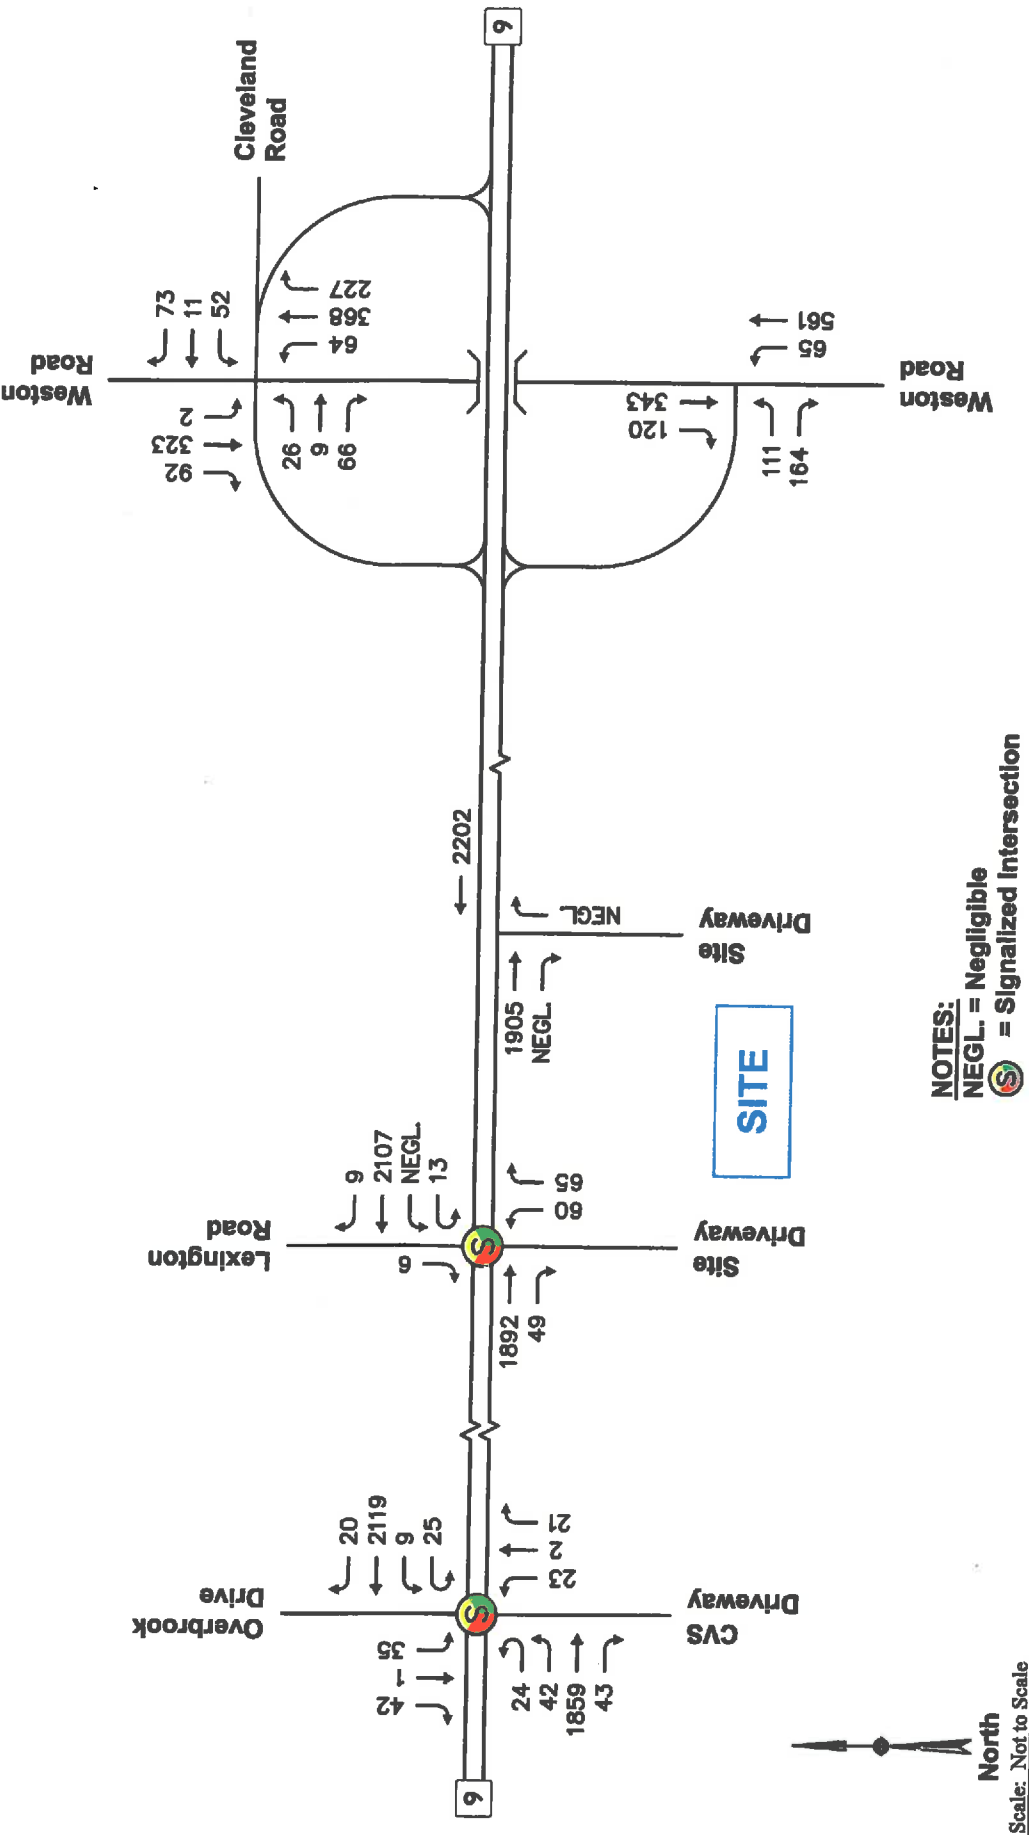 9
Cleveland
Road
Weston
Road
73
11
52
227
368
64
2
323
92
26
9
66
561
65
343
120
Weston
Road
111
164
2202
NEGL.
Site
Driveway
1905
NEGL.
SITE
9
2107
NEGL.
13
Lexington
Road
6
65
60
Site
Driveway
1892
49
20
2119
9
25
Overbrook
Drive
21
2
23
35
1
42
CVS
Driveway
24
42
1859
43
9
NOTES:
NEGL. = Negligible
S = Signalized Intersection
North
Scale: Not to Scale